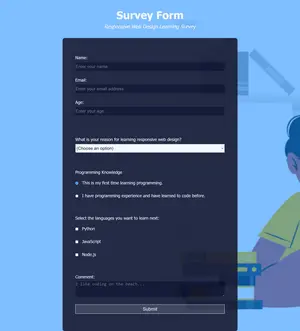 Survey Form
Responsive Web Design Learning Survey
Name:
Enter your name
Email:
Enter your email address
Age:
Enter your age
What is your reason for learning responsive web design?
(Choose an option)
Programming Knowledge
This is my first time learning programming.
I have programming experience and have learned to code before.
Select the languages you want to learn next:
Python
JavaScript
Node.js
Comment:
I like coding on the beach...
Submit